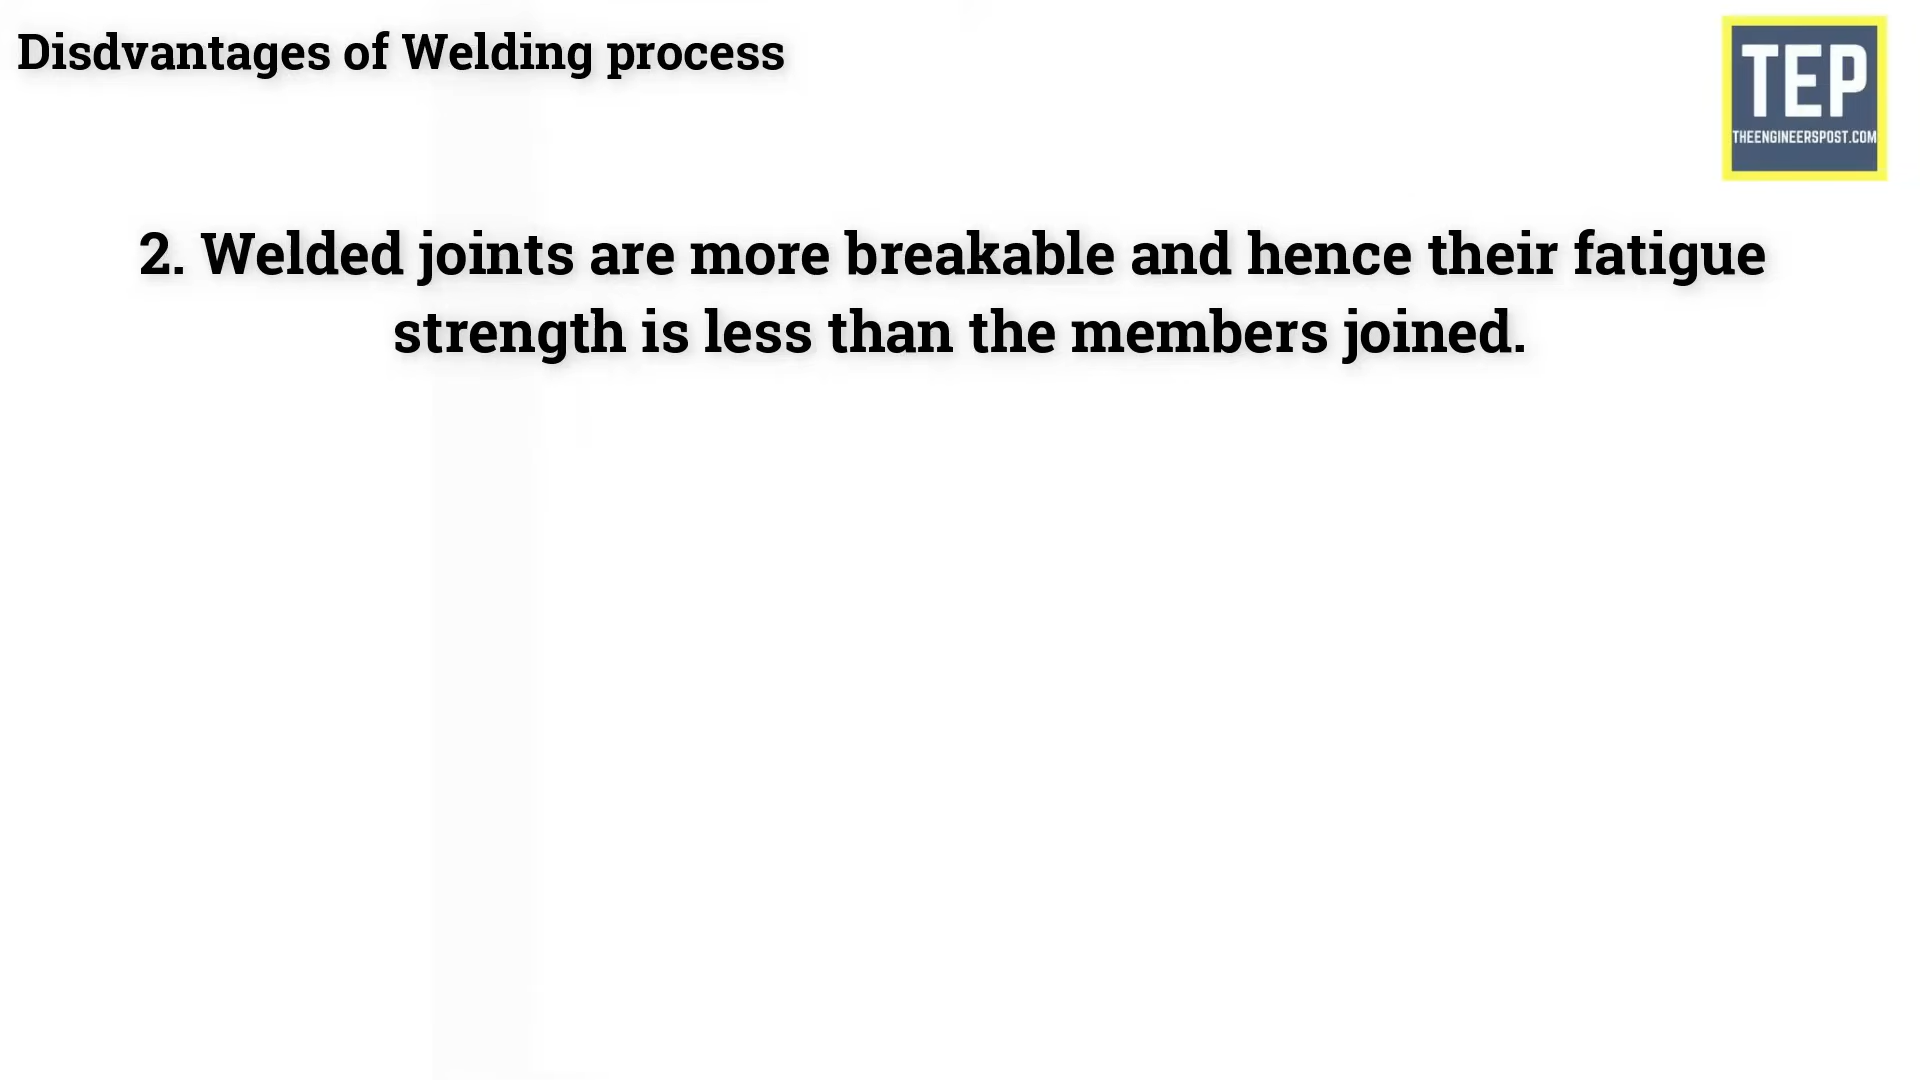 Disdvantages of Welding process
TEP
THEENGINEERSPOST.COM
2. Welded joints are more breakable and hence their fatigue
strength is less than the members joined.